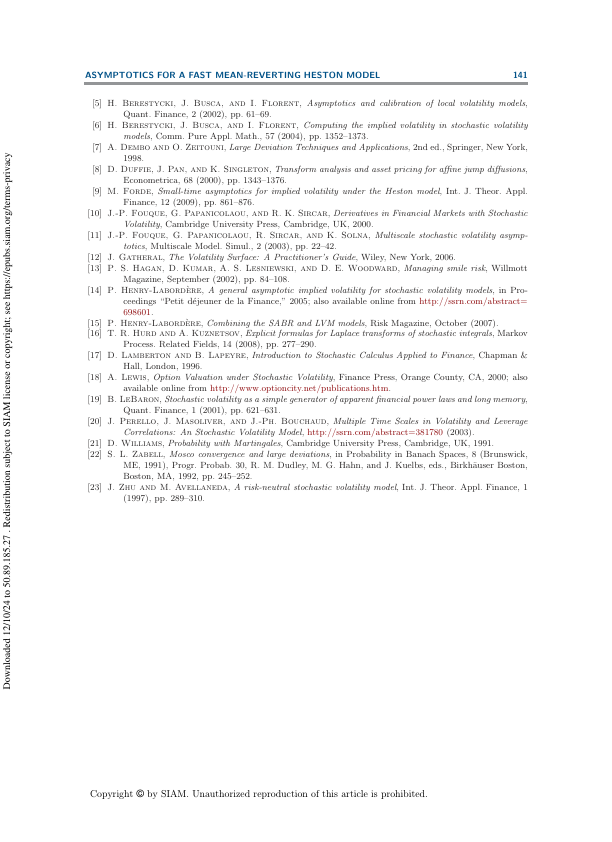 ASYMPTOTICS FOR A FAST MEAN-REVERTING HESTON MODEL 141
[5] H. Berestycki, J. Busca, and I. Florent, Asymptotics and calibration of local volatility models,
Quant. Finance, 2 (2002), pp. 61–69.
[6] H. Berestycki, J. Busca, and I. Florent, Computing the implied volatility in stochastic volatility
models, Comm. Pure Appl. Math., 57 (2004), pp. 1352–1373.
[7] A. Dembo and O. Zeitouni, Large Deviation Techniques and Applications, 2nd ed., Springer, New York,
1998.
[8] D. Duffie, J. Pan, and K. Singleton, Transform analysis and asset pricing for affine jump diffusions,
Econometrica, 68 (2000), pp. 1343–1376.
[9] M. Forde, Small-time asymptotics for implied volatility under the Heston model, Int. J. Theor. Appl.
Finance, 12 (2009), pp. 861–876.
[10] J.-P. Fouque, G. Papanicolaou, and R. K. Sircar, Derivatives in Financial Markets with Stochastic
Volatility, Cambridge University Press, Cambridge, UK, 2000.
[11] J.-P. Fouque, G. Papanicolaou, R. Sircar, and K. Solna, Multiscale stochastic volatility asymp-
totics, Multiscale Model. Simul., 2 (2003), pp. 22–42.
[12] J. Gatheral, The Volatility Surface: A Practitioner's Guide, Wiley, New York, 2006.
[13] P. S. Hagan, D. Kumar, A. S. Lesniewski, and D. E. Woodward, Managing smile risk, Willmott
Magazine, September (2002), pp. 84–108.
[14] P. Henry-Labordère, A general asymptotic implied volatility for stochastic volatility models, in Pro-
ceedings “Petit déjeuner de la Finance,” 2005; also available online from http://ssrn.com/abstract=
698601.
[15] P. Henry-Labordère, Combining the SABR and LVM models, Risk Magazine, October (2007).
[16] T. R. Hurd and A. Kuznetsov, Explicit formulas for Laplace transforms of stochastic integrals, Markov
Process. Related Fields, 14 (2008), pp. 277–290.
[17] D. Lamberton and B. Lapeyre, Introduction to Stochastic Calculus Applied to Finance, Chapman &
Hall, London, 1996.
[18] A. Lewis, Option Valuation under Stochastic Volatility, Finance Press, Orange County, CA, 2000; also
available online from http://www.optioncity.net/publications.htm.
[19] B. LeBaron, Stochastic volatility as a simple generator of apparent financial power laws and long memory,
Quant. Finance, 1 (2001), pp. 621–631.
[20] J. Perello, J. Masoliver, and J.-Ph. Bouchaud, Multiple Time Scales in Volatility and Leverage
Correlations: An Stochastic Volatility Model, http://ssrn.com/abstract=381780 (2003).
[21] D. Williams, Probability with Martingales, Cambridge University Press, Cambridge, UK, 1991.
[22] S. L. Zabell, Mosco convergence and large deviations, in Probability in Banach Spaces, 8 (Brunswick,
ME, 1991), Progr. Probab. 30, R. M. Dudley, M. G. Hahn, and J. Kuelbs, eds., Birkhäuser Boston,
Boston, MA, 1992, pp. 245–252.
[23] J. Zhu and M. Avellaneda, A risk-neutral stochastic volatility model, Int. J. Theor. Appl. Finance, 1
(1997), pp. 289–310.
Downloaded 12/10/24 to 50.89.185.27 . Redistribution subject to SIAM license or copyright; see https://epubs.siam.org/terms-privacy
Copyright © by SIAM. Unauthorized reproduction of this article is prohibited.